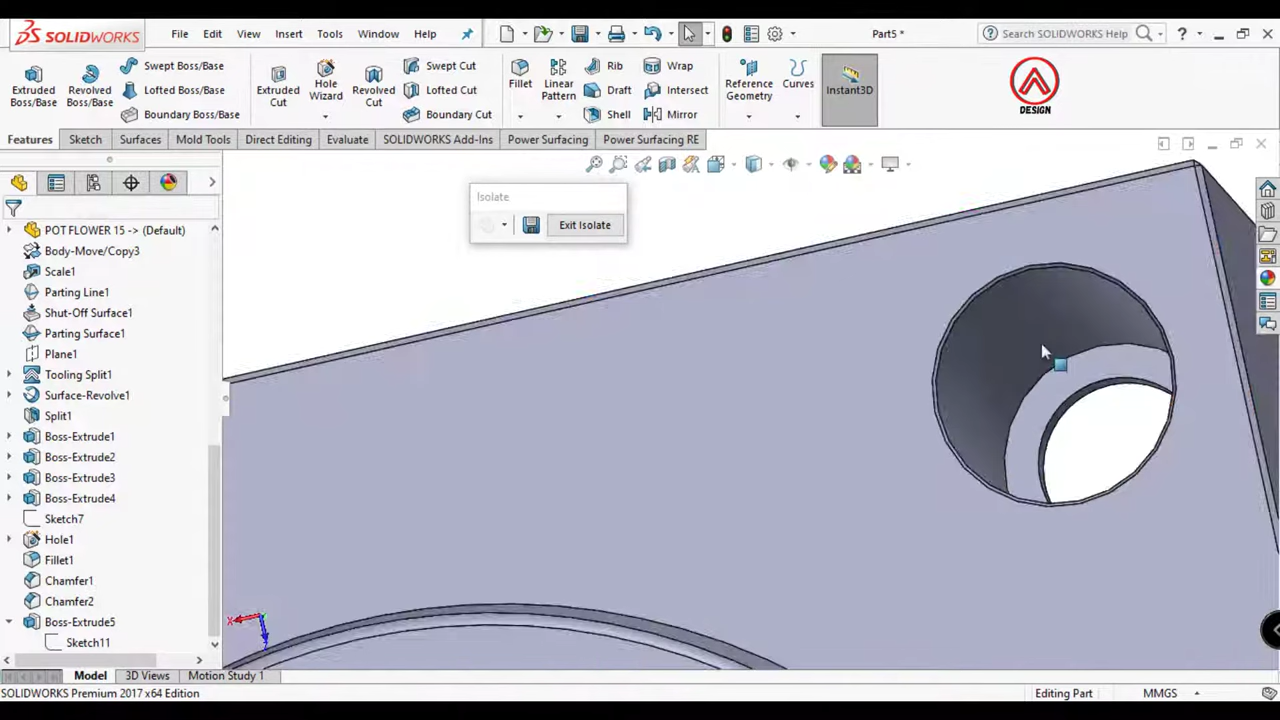 SOLIDWORKS File Edit View Insert Tools Window Help Part5 * Search SOLIDWORKS Help ?
Extruded Boss/Base
Revolved Boss/Base
Swept Boss/Base
Lofted Boss/Base
Boundary Boss/Base
Extruded Cut
Hole Wizard
Revolved Cut
Swept Cut
Lofted Cut
Boundary Cut
Fillet
Linear Pattern
Rib
Draft
Shell
Wrap
Intersect
Mirror
Reference Geometry
Curves
Instant3D
DESIGN
Features Sketch Surfaces Mold Tools Direct Editing Evaluate SOLIDWORKS Add-Ins Power Surfacing Power Surfacing RE
Isolate
Exit Isolate
POT FLOWER 15 -> (Default)
Body-Move/Copy3
Scale1
Parting Line1
Shut-Off Surface1
Parting Surface1
Plane1
Tooling Split1
Surface-Revolve1
Split1
Boss-Extrude1
Boss-Extrude2
Boss-Extrude3
Boss-Extrude4
Sketch7
Hole1
Fillet1
Chamfer1
Chamfer2
Boss-Extrude5
Sketch11
X
Z
Model 3D Views Motion Study 1
SOLIDWORKS Premium 2017 x64 Edition Editing Part MMGS